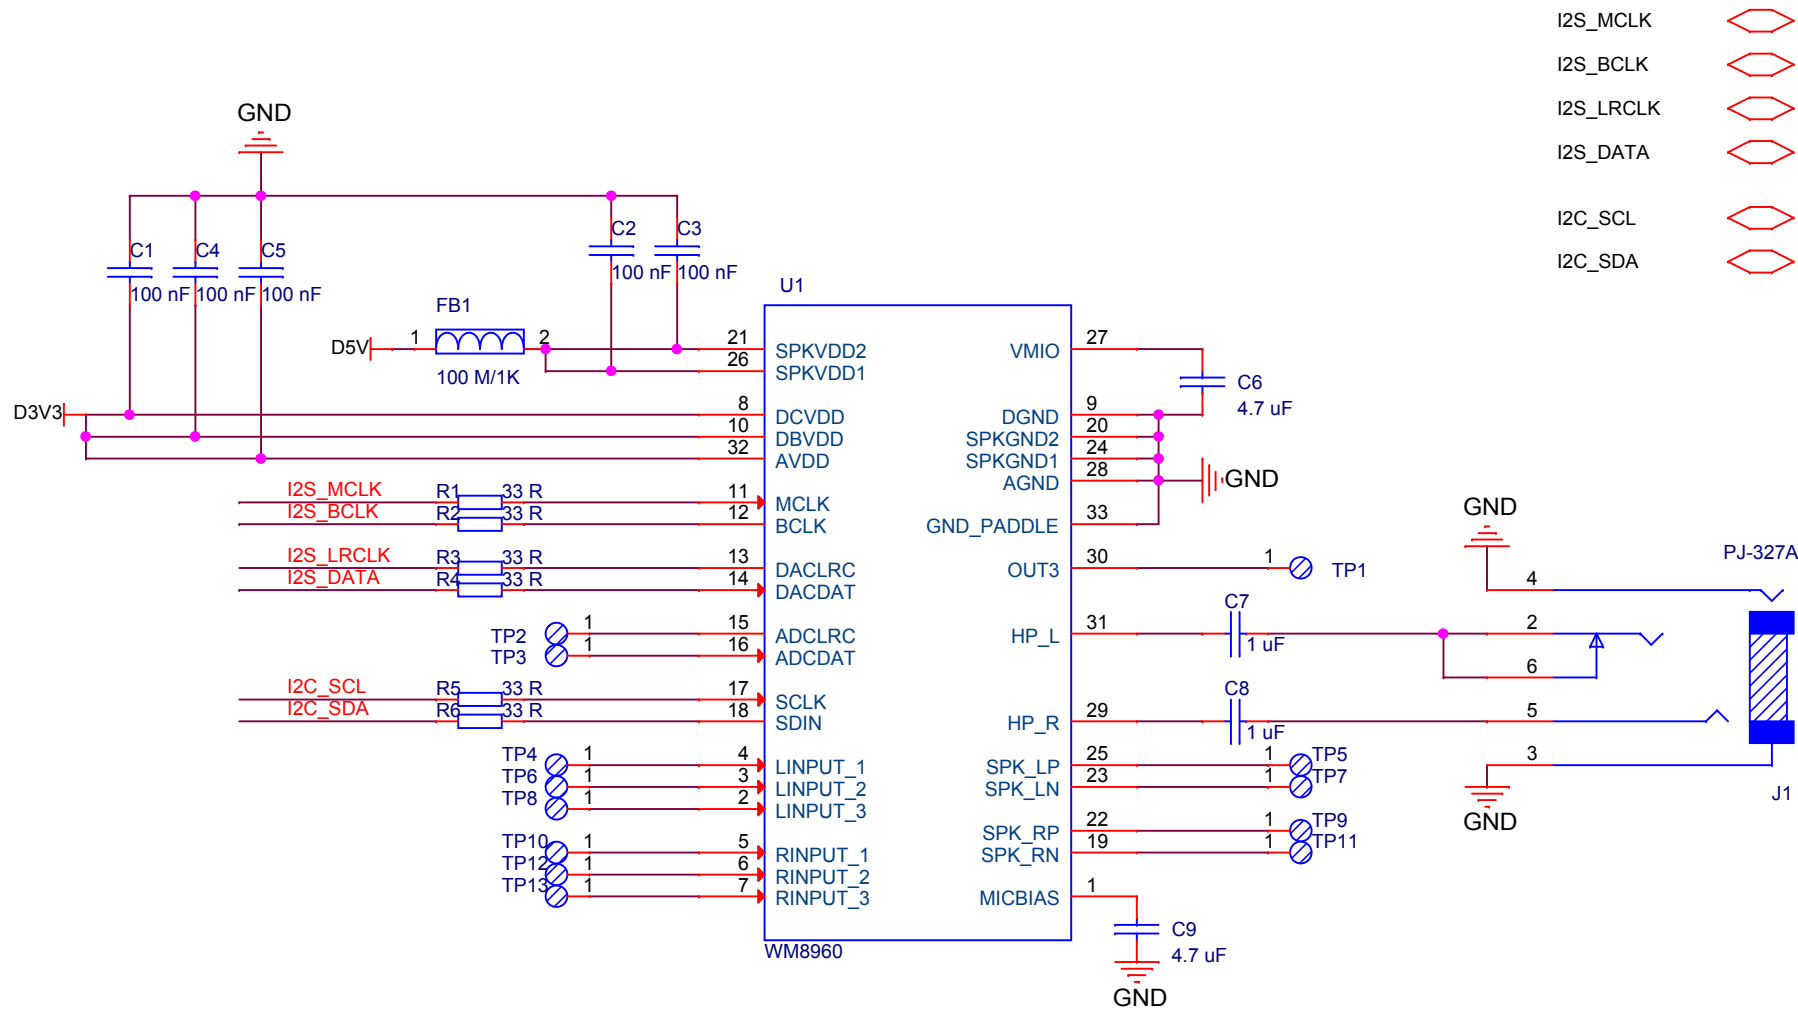 I2S_MCLK
I2S_BCLK
I2S_LRCLK
I2S_DATA
I2C_SCL
I2C_SDA
GND
C1
100 nF
C4
100 nF
C5
100 nF
C2
100 nF
C3
100 nF
FB1
D5V
1
2
100 M/1K
D3V3
U1
21
SPKVDD2
26
SPKVDD1
8
DCVDD
10
DBVDD
32
AVDD
I2S_MCLK
R1
33 R
11
MCLK
I2S_BCLK
R2
33 R
12
BCLK
I2S_LRCLK
R3
33 R
13
DACLRC
I2S_DATA
R4
33 R
14
DACDAT
TP2
1
15
ADCLRC
TP3
1
16
ADCDAT
I2C_SCL
R5
33 R
17
SCLK
I2C_SDA
R6
33 R
18
SDIN
TP4
1
4
LINPUT_1
TP6
1
3
LINPUT_2
TP8
1
2
LINPUT_3
TP10
1
5
RINPUT_1
TP12
1
6
RINPUT_2
TP13
1
7
RINPUT_3
WM8960
VMIO
27
C6
4.7 uF
DGND
9
SPKGND2
20
SPKGND1
24
AGND
28
GND
GND_PADDLE
33
OUT3
30
1
TP1
HP_L
31
C7
1 uF
HP_R
29
C8
1 uF
SPK_LP
25
1
TP5
SPK_LN
23
1
TP7
SPK_RP
22
1
TP9
SPK_RN
19
1
TP11
MICBIAS
1
C9
4.7 uF
GND
GND
PJ-327A
4
2
6
5
3
GND
J1